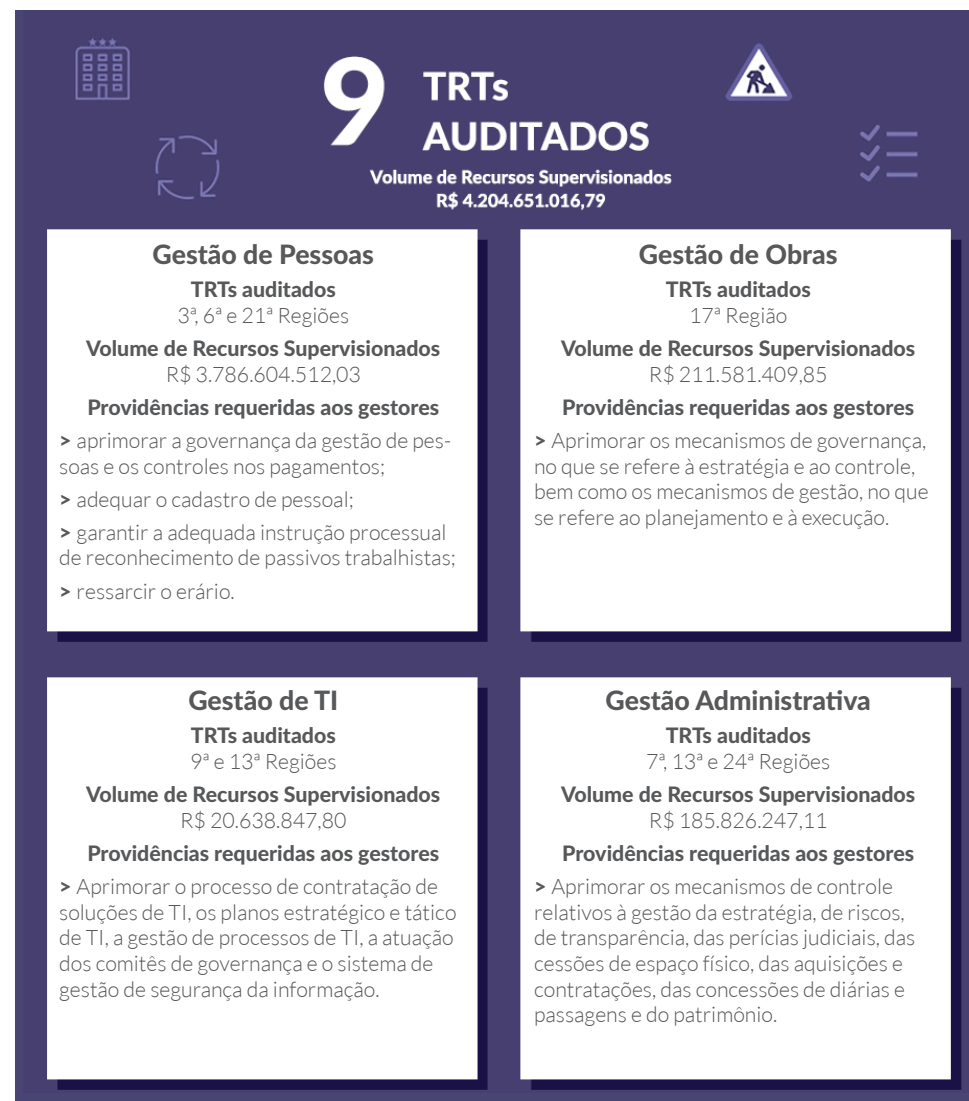 9 TRTs
AUDITADOS
Volume de Recursos Supervisionados
R$ 4.204.651.016,79
Gestão de Pessoas
TRTs auditados
3ª, 6ª e 21ª Regiões
Volume de Recursos Supervisionados
R$ 3.786.604.512,03
Providências requeridas aos gestores
> aprimorar a governança da gestão de pes-
soas e os controles nos pagamentos;
> adequar o cadastro de pessoal;
> garantir a adequada instrução processual
de reconhecimento de passivos trabalhistas;
> ressarcir o erário.
Gestão de Obras
TRTs auditados
17ª Região
Volume de Recursos Supervisionados
R$ 211.581.409,85
Providências requeridas aos gestores
> Aprimorar os mecanismos de governança,
no que se refere à estratégia e ao controle,
bem como os mecanismos de gestão, no que
se refere ao planejamento e à execução.
Gestão de TI
TRTs auditados
9ª e 13ª Regiões
Volume de Recursos Supervisionados
R$ 20.638.847,80
Providências requeridas aos gestores
> Aprimorar o processo de contratação de
soluções de TI, os planos estratégico e tático
de TI, a gestão de processos de TI, a atuação
dos comitês de governança e o sistema de
gestão de segurança da informação.
Gestão Administrativa
TRTs auditados
7ª, 13ª e 24ª Regiões
Volume de Recursos Supervisionados
R$ 185.826.247,11
Providências requeridas aos gestores
> Aprimorar os mecanismos de controle
relativos à gestão da estratégia, de riscos,
de transparência, das perícias judiciais, das
cessões de espaço físico, das aquisições e
contratações, das concessões de diárias e
passagens e do patrimônio.